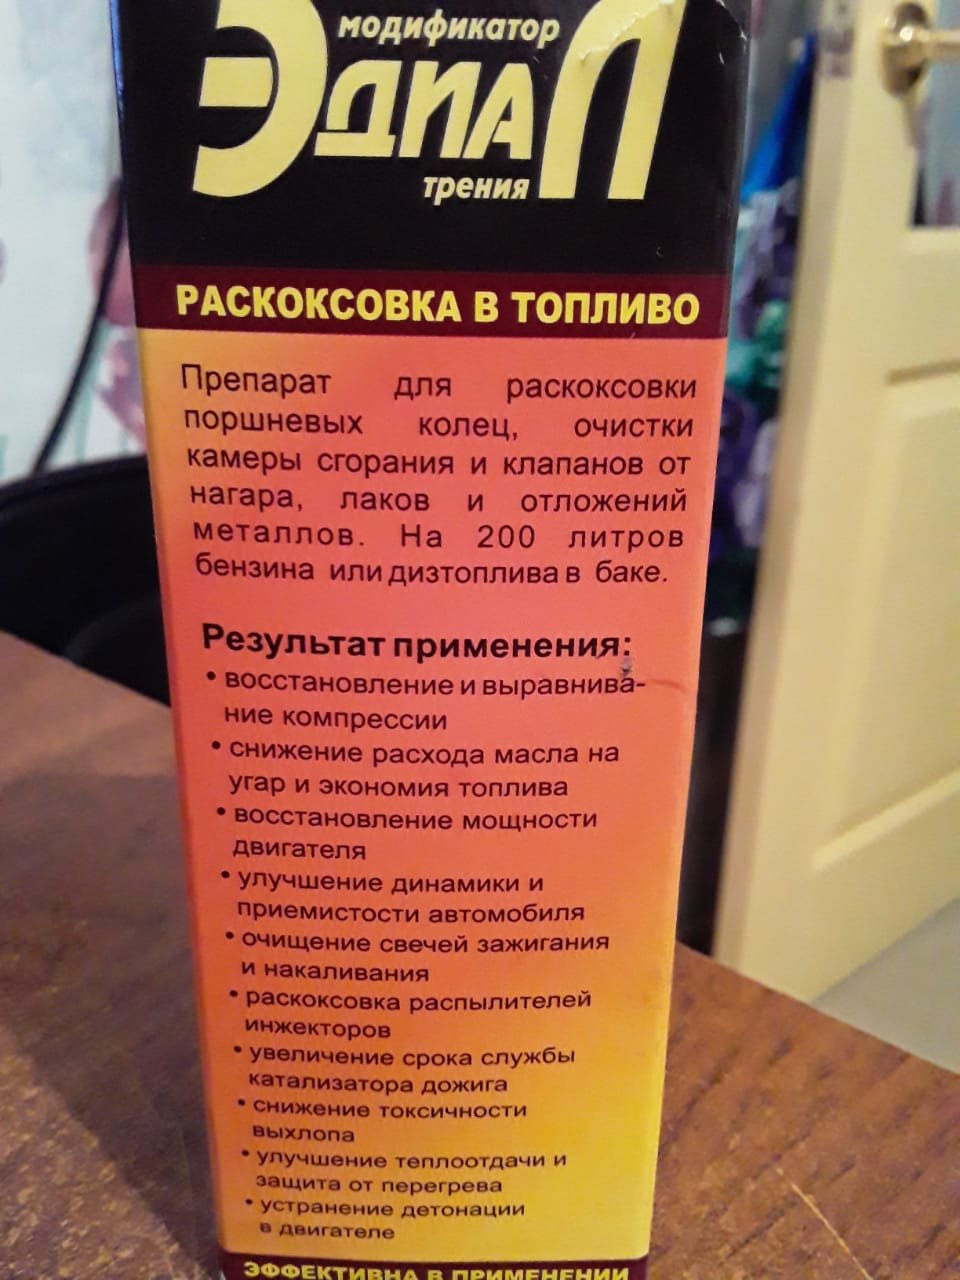 модификатор
ЭДИАЛ
трения
РАСКОКСОВКА В ТОПЛИВО
Препарат для раскоксовки
поршневых колец, очистки
камеры сгорания и клапанов от
нагара, лаков и отложений
металлов. На 200 литров
бензина или дизтоплива в баке.
Результат применения:
• восстановление и выравнива-
ние компрессии
• снижение расхода масла на
угар и экономия топлива
• восстановление мощности
двигателя
• улучшение динамики и
приемистости автомобиля
• очищение свечей зажигания
и накаливания
• раскоксовка распылителей
инжекторов
• увеличение срока службы
катализатора дожига
• снижение токсичности
выхлопа
• улучшение теплоотдачи и
защита от перегрева
• устранение детонации
в двигателе
ЭФФЕКТИВНА В ПРИМЕНЕНИИ